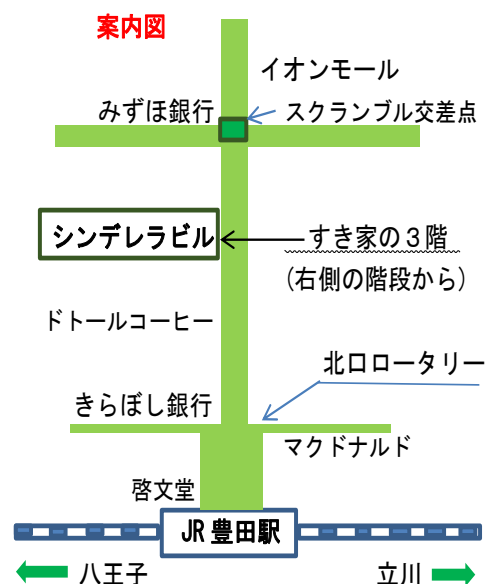 案内図
イオンモール
みずほ銀行
スクランブル交差点
シンデレラビル
すき家の3階
(右側の階段から)
ドトールコーヒー
北口ロータリー
きらぼし銀行
マクドナルド
啓文堂
JR豊田駅
八王子
立川